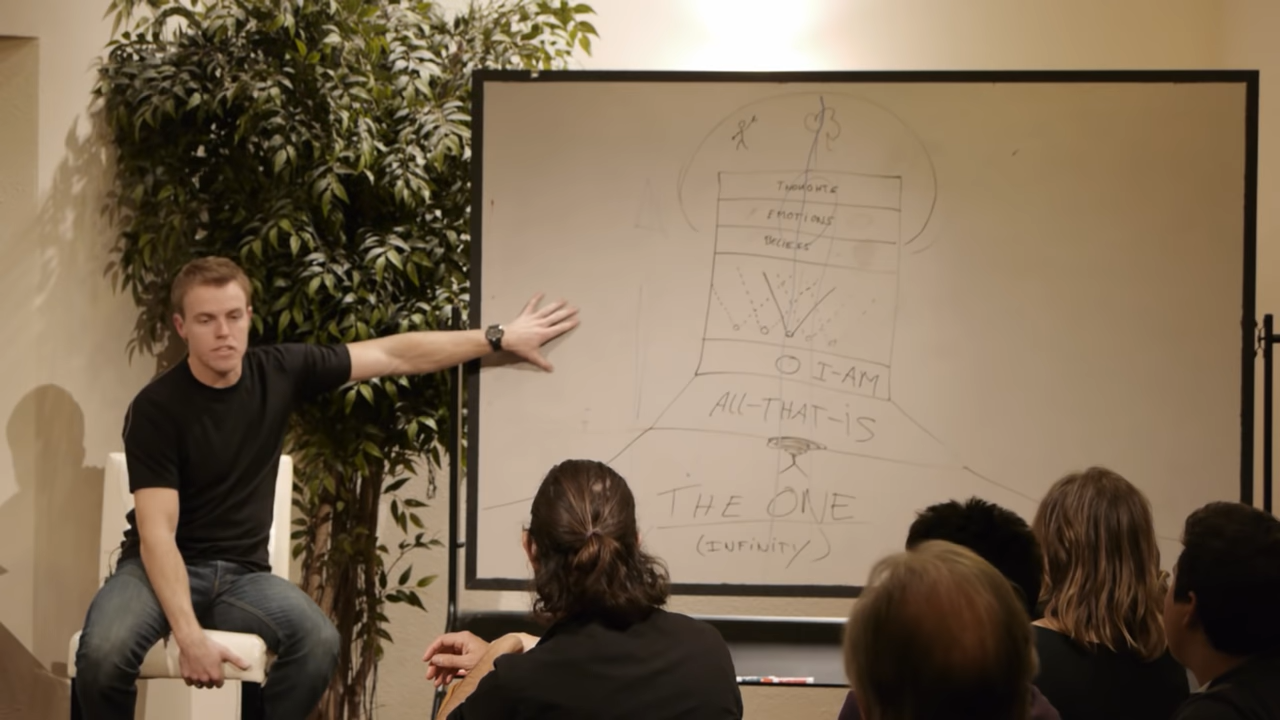 THOUGHTS
EMOTIONS
BELIEFS
I-AM
ALL-THAT-iS
THE ONE
(INFINITY)